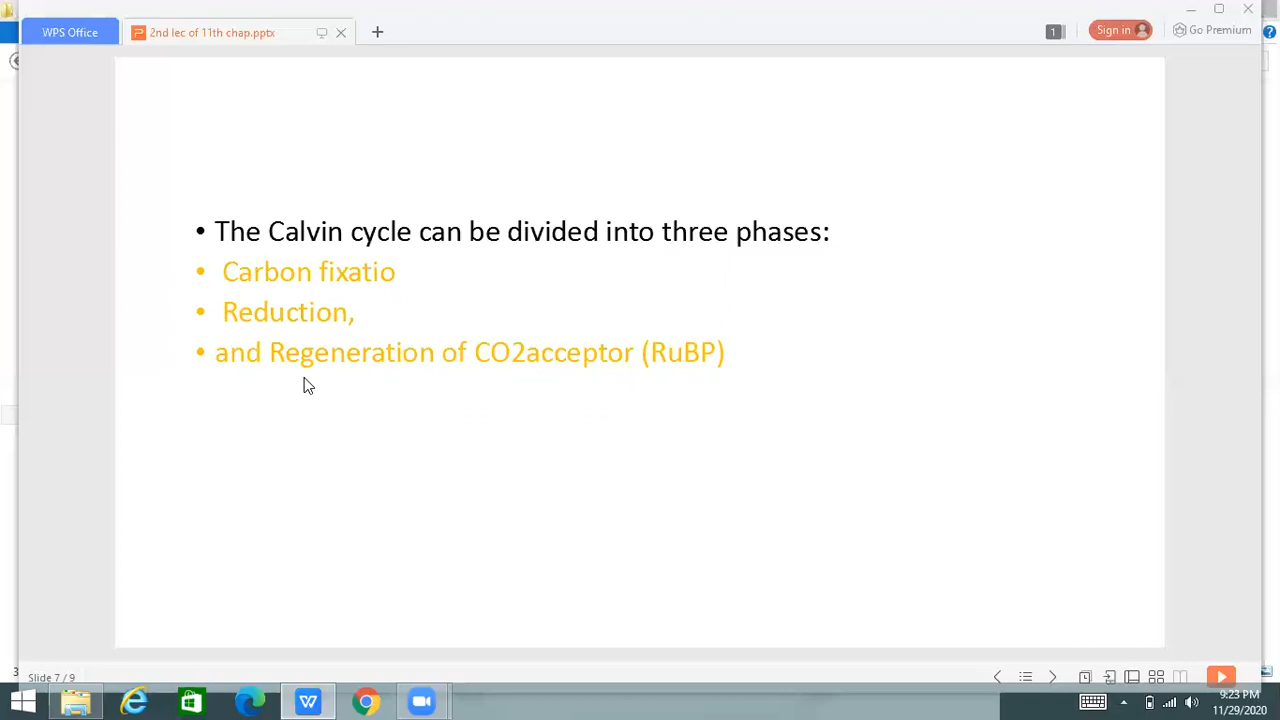 WPS Office
2nd lec of 11th chap.pptx
1
Sign in
Go Premium
• The Calvin cycle can be divided into three phases:
• Carbon fixatio
• Reduction,
• and Regeneration of CO2acceptor (RuBP)
Slide 7 / 9
9:23 PM
11/29/2020